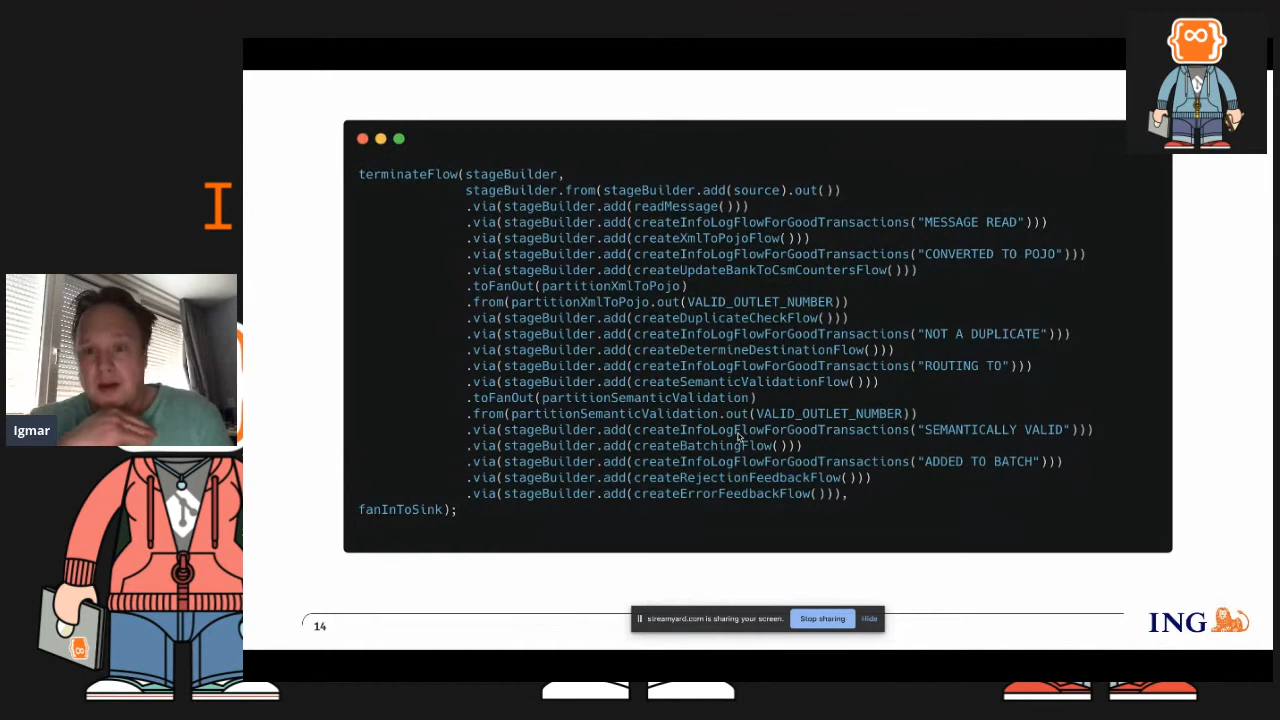 I
terminateFlow(stageBuilder,
stageBuilder.from(stageBuilder.add(source).out())
.via(stageBuilder.add(readMessage()))
.via(stageBuilder.add(createInfoLogFlowForGoodTransactions("MESSAGE READ")))
.via(stageBuilder.add(createXmlToPojoFlow()))
.via(stageBuilder.add(createInfoLogFlowForGoodTransactions("CONVERTED TO POJO")))
.via(stageBuilder.add(createUpdateBankToCsmCountersFlow()))
.toFanOut(partitionXmlToPojo)
.from(partitionXmlToPojo.out(VALID_OUTLET_NUMBER))
.via(stageBuilder.add(createDuplicateCheckFlow()))
.via(stageBuilder.add(createInfoLogFlowForGoodTransactions("NOT A DUPLICATE")))
.via(stageBuilder.add(createDetermineDestinationFlow()))
.via(stageBuilder.add(createInfoLogFlowForGoodTransactions("ROUTING TO")))
.via(stageBuilder.add(createSemanticValidationFlow()))
.toFanOut(partitionSemanticValidation)
.from(partitionSemanticValidation.out(VALID_OUTLET_NUMBER))
.via(stageBuilder.add(createInfoLogFlowForGoodTransactions("SEMANTICALLY VALID")))
.via(stageBuilder.add(createBatchingFlow()))
.via(stageBuilder.add(createInfoLogFlowForGoodTransactions("ADDED TO BATCH")))
.via(stageBuilder.add(createRejectionFeedbackFlow()))
.via(stageBuilder.add(createErrorFeedbackFlow())),
fanInToSink);
Igmar
14
streamyard.com is sharing your screen.
Stop sharing
Hide
ING